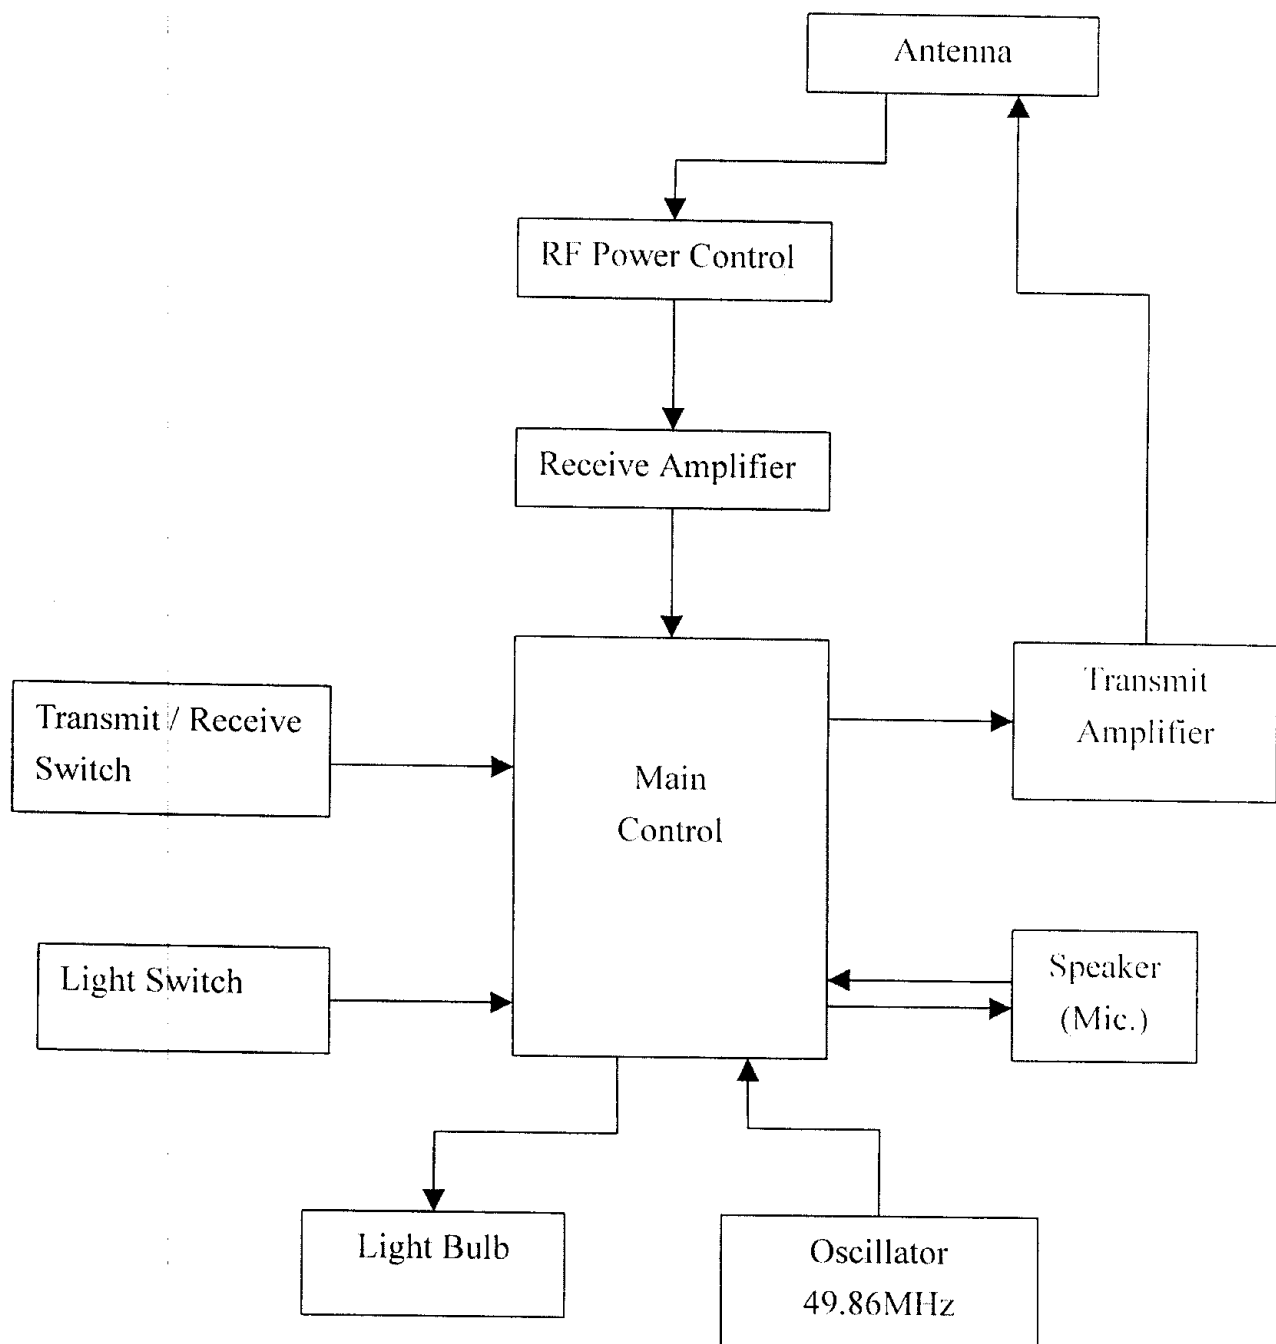 Antenna
RF Power Control
Receive Amplifier
Transmit / Receive
Switch
Main
Control
Transmit
Amplifier
Light Switch
Speaker
(Mic.)
Light Bulb
Oscillator
49.86MHz